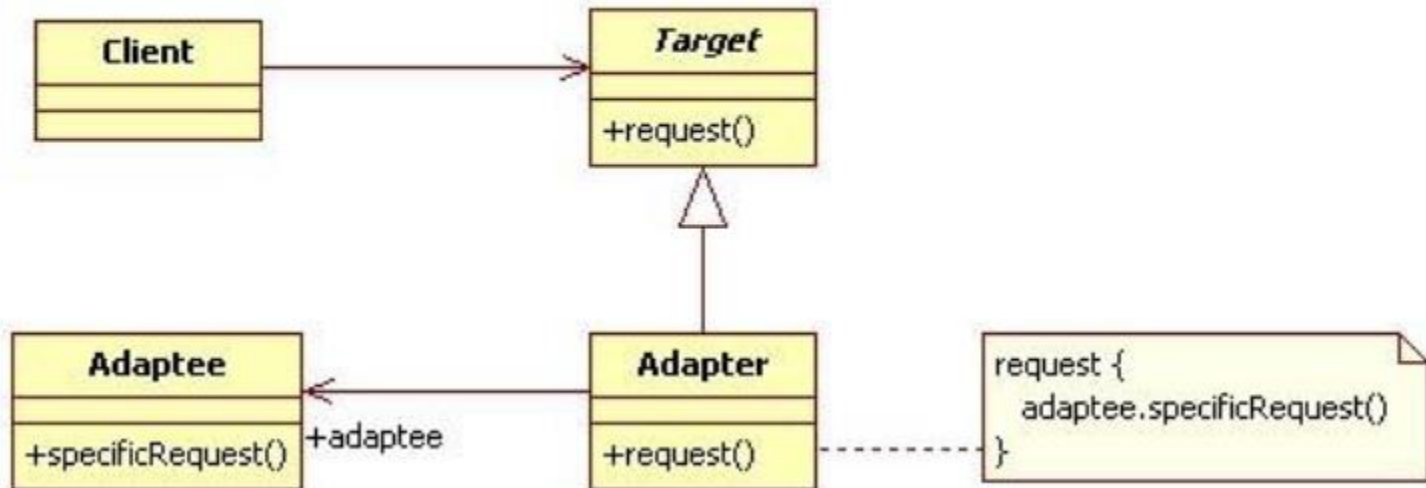 Client
Target
+request()
Adaptee
+specificRequest()
+adaptee
Adapter
+request()
request {
adaptee.specificRequest()
}